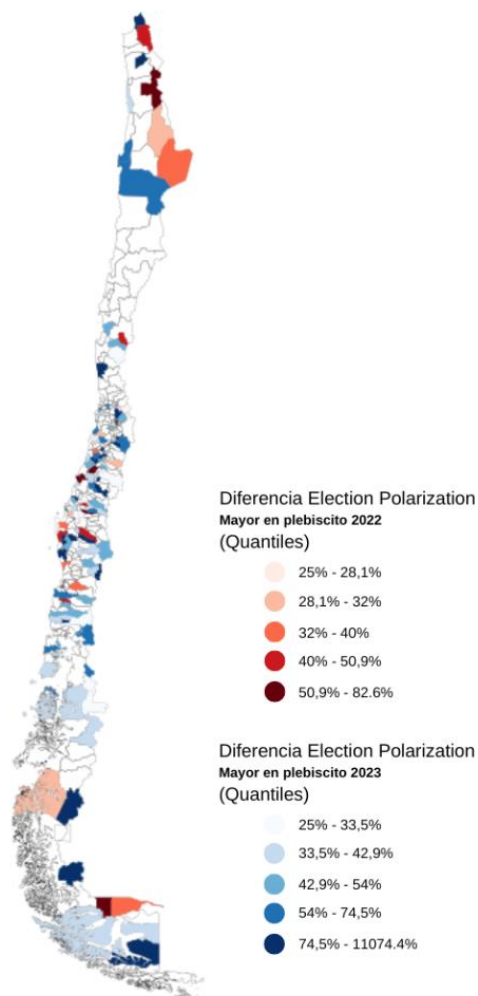 Diferencia Election Polarization
Mayor en plebiscito 2022
(Quantiles)
25% - 28,1%
28,1% - 32%
32% - 40%
40% - 50,9%
50,9% - 82.6%
Diferencia Election Polarization
Mayor en plebiscito 2023
(Quantiles)
25% - 33,5%
33,5% - 42,9%
42,9% - 54%
54% - 74,5%
74,5% - 11074.4%